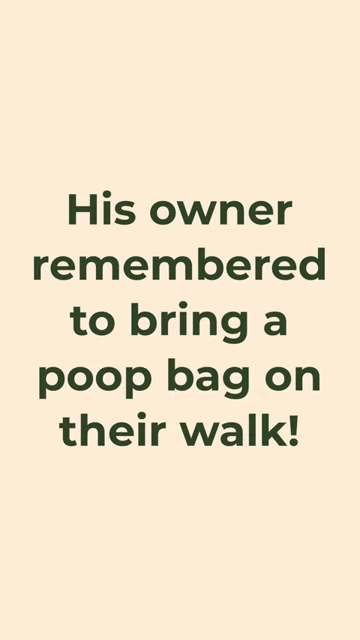 His owner
remembered
to bring a
poop bag on
their walk!